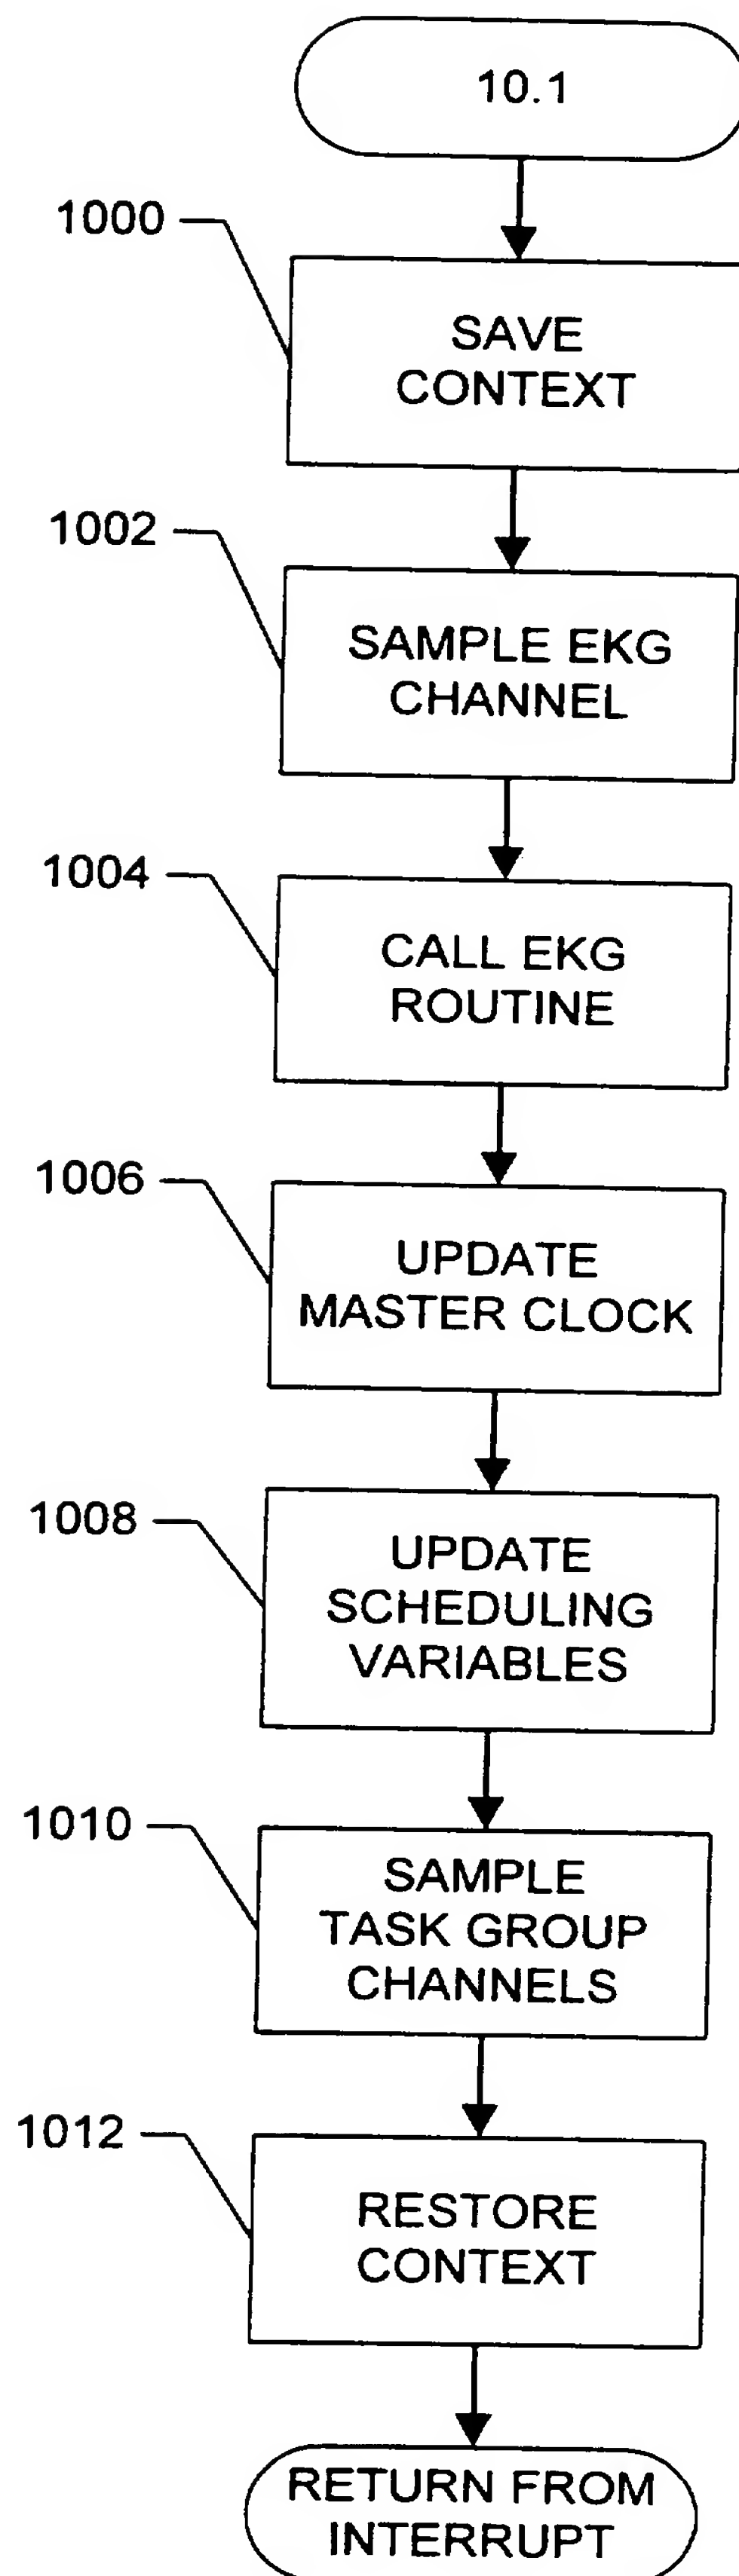 10.1
1000
SAVE
CONTEXT
1002
SAMPLE EKG
CHANNEL
1004
CALL EKG
ROUTINE
1006
UPDATE
MASTER CLOCK
1008
UPDATE
SCHEDULING
VARIABLES
1010
SAMPLE
TASK GROUP
CHANNELS
1012
RESTORE
CONTEXT
RETURN FROM
INTERRUPT